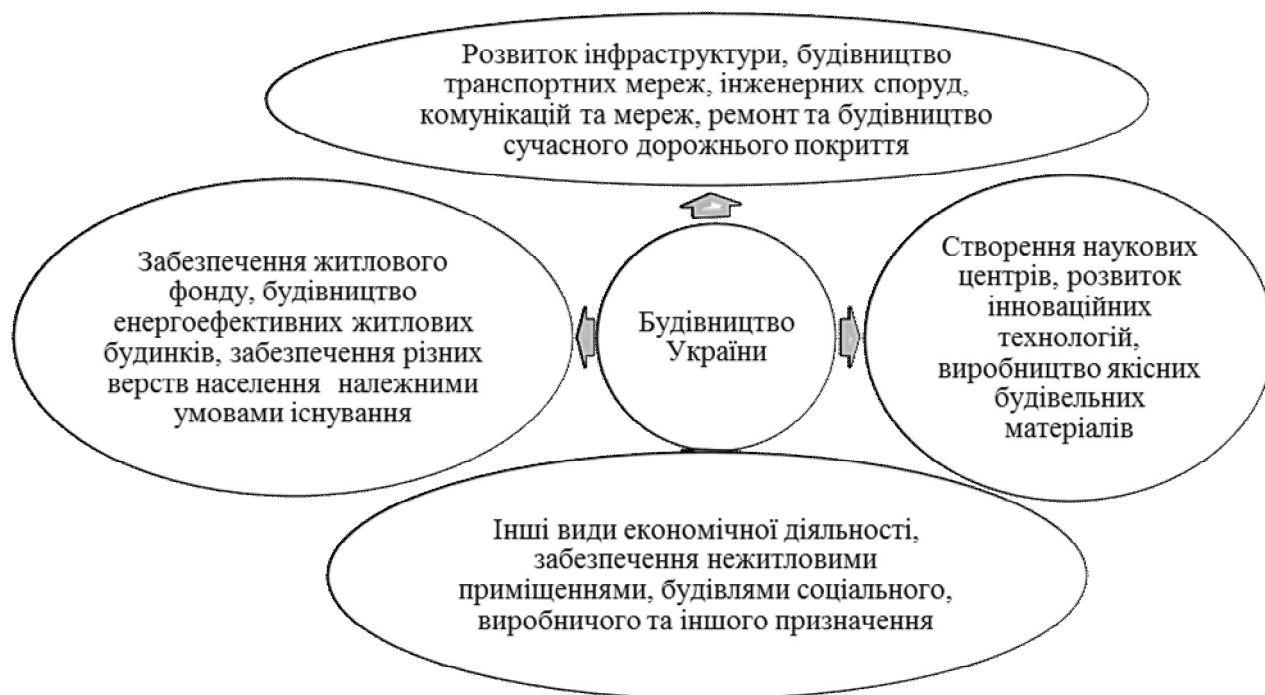 Розвиток інфраструктури, будівництво
транспортних мереж, інженерних споруд,
комунікацій та мереж, ремонт та будівництво
сучасного дорожнього покриття
Забезпечення житлового
фонду, будівництво
енергоефективних житлових
будинків, забезпечення різних
верств населення належними
умовами існування
Будівництво
України
Створення наукових
центрів, розвиток
інноваційних
технологій,
виробництво якісних
будівельних
матеріалів
Інші види економічної діяльності,
забезпечення нежитловими
приміщеннями, будівлями соціального,
виробничого та іншого призначення